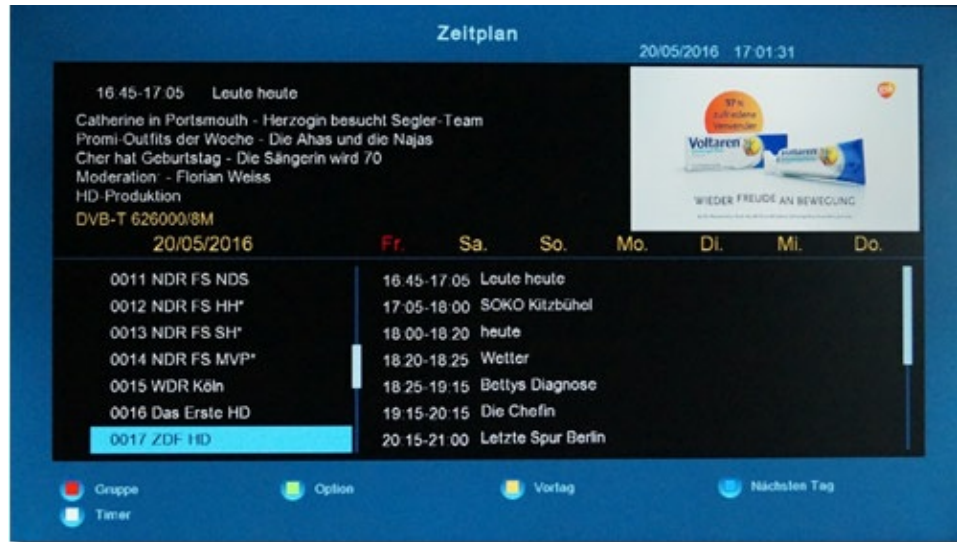 Zeitplan
20/05/2016 17:01:31
16:45-17:05 Leute heute
Catherine in Portsmouth - Herzogin besucht Segler-Team
Promi-Outfits der Woche - Die Ahas und die Najas
Cher hat Geburtstag - Die Sängerin wird 70
Moderation: - Florian Weiss
HD-Produktion
DVB-T 626000/8M
97%
zufriedene
Verwender
Voltaren
Voltaren
WIEDER FREUDE AN BEWEGUNG
20/05/2016 Fr. Sa. So. Mo. Di. Mi. Do.
0011 NDR FS NDS
0012 NDR FS HH*
0013 NDR FS SH*
0014 NDR FS MVP*
0015 WDR Köln
0016 Das Erste HD
0017 ZDF HD
16:45-17:05 Leute heute
17:05-18:00 SOKO Kitzbühel
18:00-18:20 heute
18:20-18:25 Wetter
18:25-19:15 Bettys Diagnose
19:15-20:15 Die Chefin
20:15-21:00 Letzte Spur Berlin
Gruppe Option Vortag Nächsten Tag
Timer